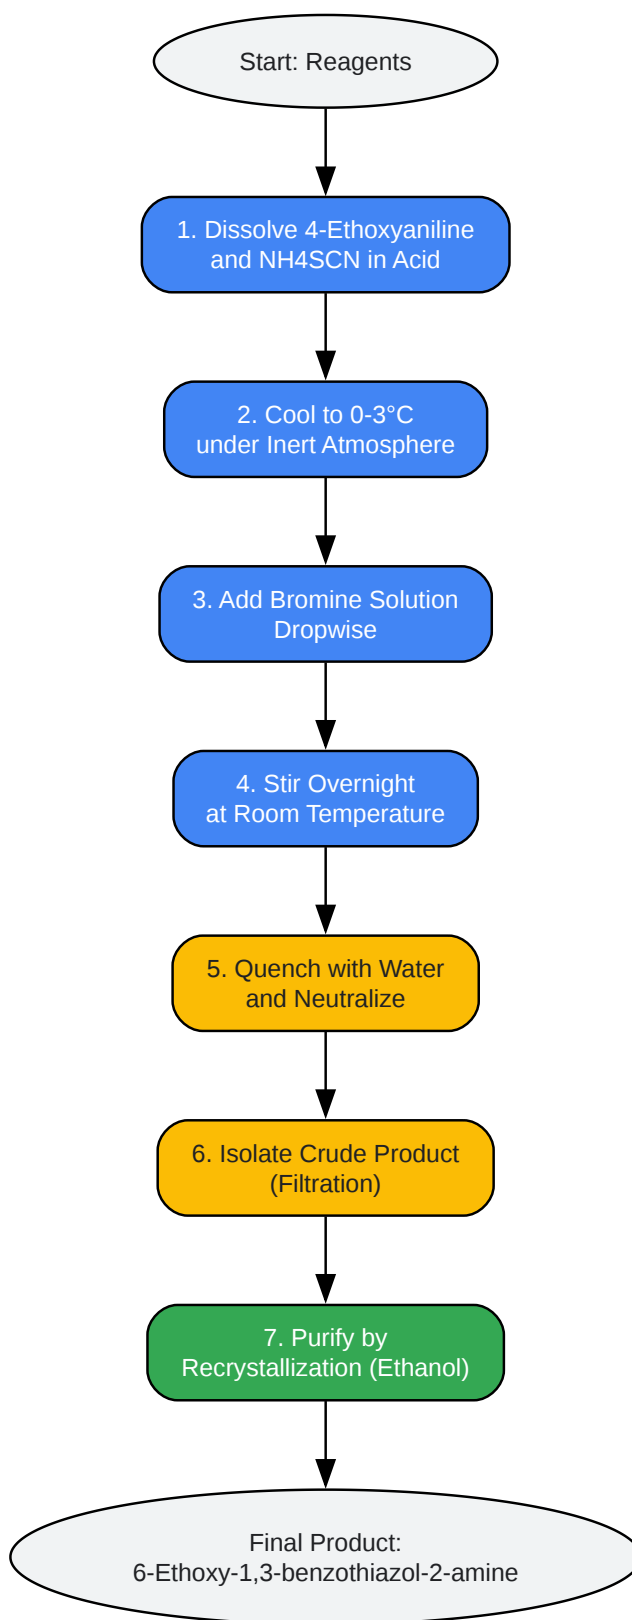 Start: Reagents
1. Dissolve 4-Ethoxyaniline
and NH4SCN in Acid
2. Cool to 0-3°C
under Inert Atmosphere
3. Add Bromine Solution
Dropwise
4. Stir Overnight
at Room Temperature
5. Quench with Water
and Neutralize
6. Isolate Crude Product
(Filtration)
7. Purify by
Recrystallization (Ethanol)
Final Product:
6-Ethoxy-1,3-benzothiazol-2-amine